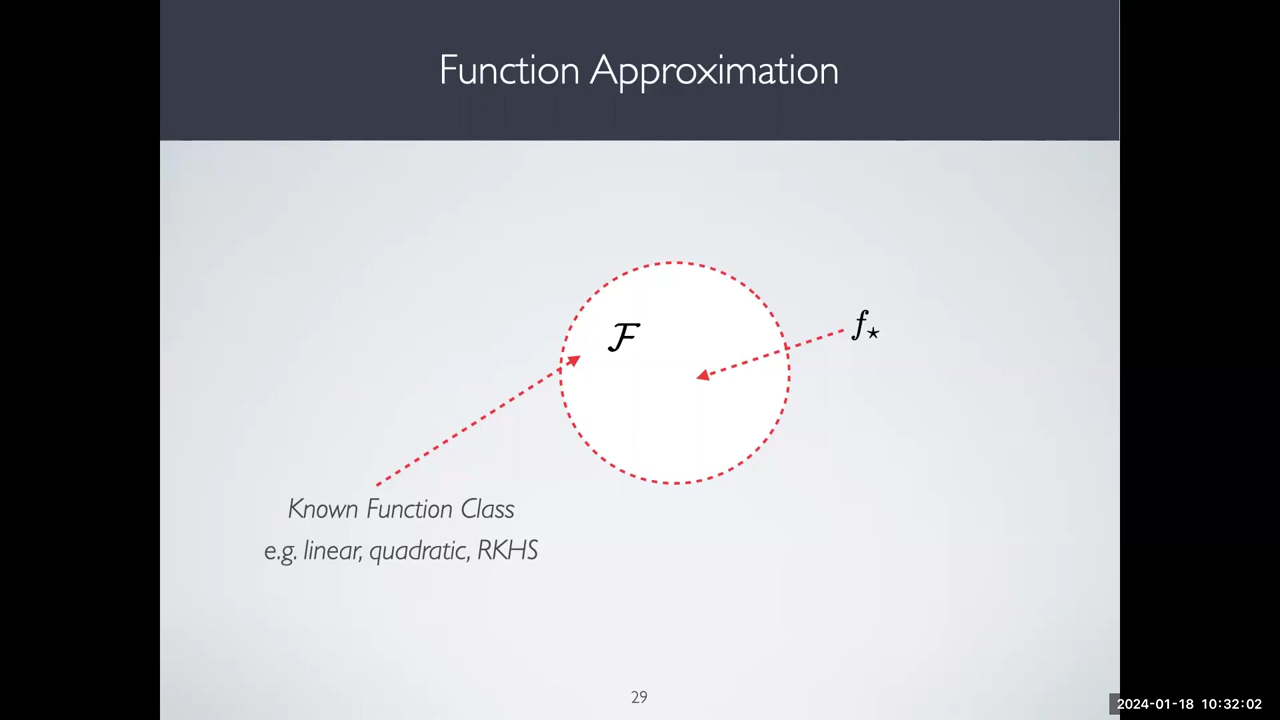 Function Approximation
𝓕
f⋆
Known Function Class
e.g. linear, quadratic, RKHS
29
2024-01-18 10:32:02